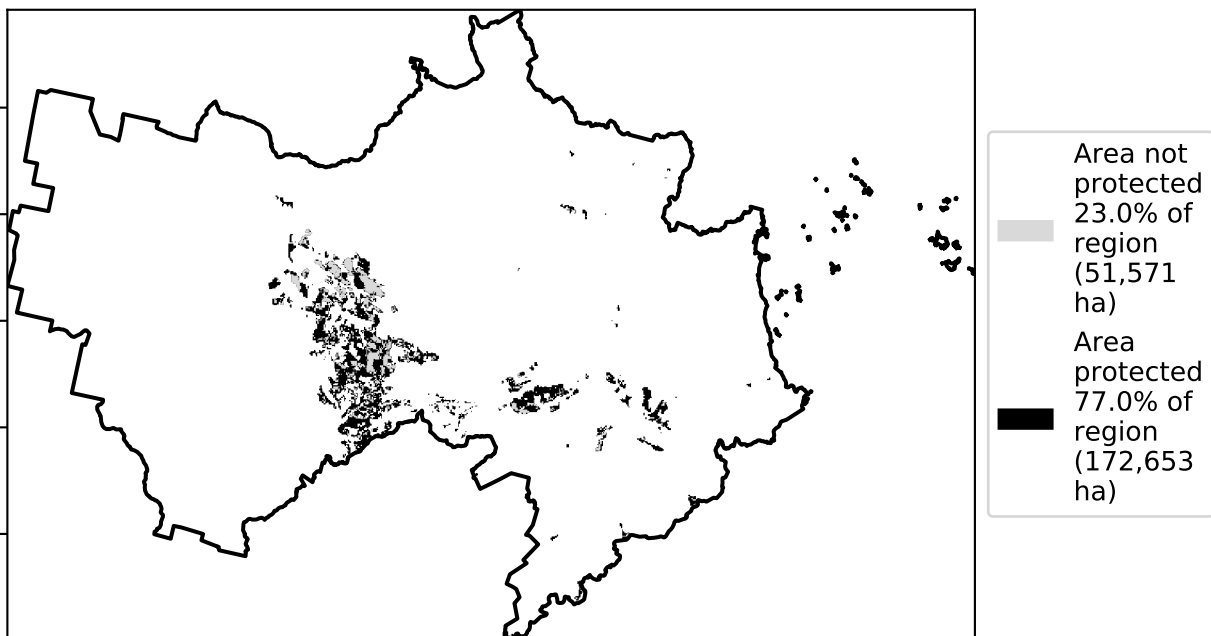 Area not
protected
23.0% of
region
(51,571
ha)
Area
protected
77.0% of
region
(172,653
ha)